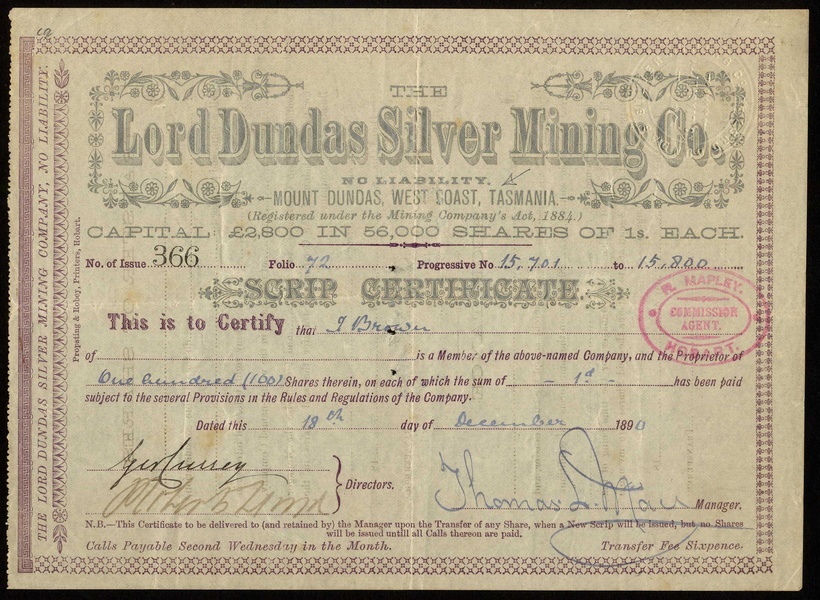 THE
Lord Dundas Silver Mining Co.
NO LIABILITY.
MOUNT DUNDAS, WEST COAST, TASMANIA.
(Registered under the Mining Company's Act, 1884.)
CAPITAL £2,800 IN 56,000 SHARES OF 1s. EACH.
No. of Issue 366 Folio 72 Progressive No 15,701 to 15,800
SCRIP CERTIFICATE.
This is to Certify that J Brown
of is a Member of the above-named Company, and the Proprietor of
One hundred (100) Shares therein, on each of which the sum of - 1d - has been paid
subject to the several Provisions in the Rules and Regulations of the Company.
Dated this 18th day of December 1890
Directors.
Thomas Manager.
N.B.—This Certificate to be delivered to (and retained by) the Manager upon the Transfer of any Share, when a New Scrip will be issued, but no Shares
will be issued until all Calls thereon are paid.
Calls Payable Second Wednesday in the Month. Transfer Fee Sixpence.
R. MAPLEY.
COMMISSION
AGENT.
HOBART.
THE LORD DUNDAS SILVER MINING COMPANY, NO LIABILITY.
Propsting & Robey, Printers, Hobart.